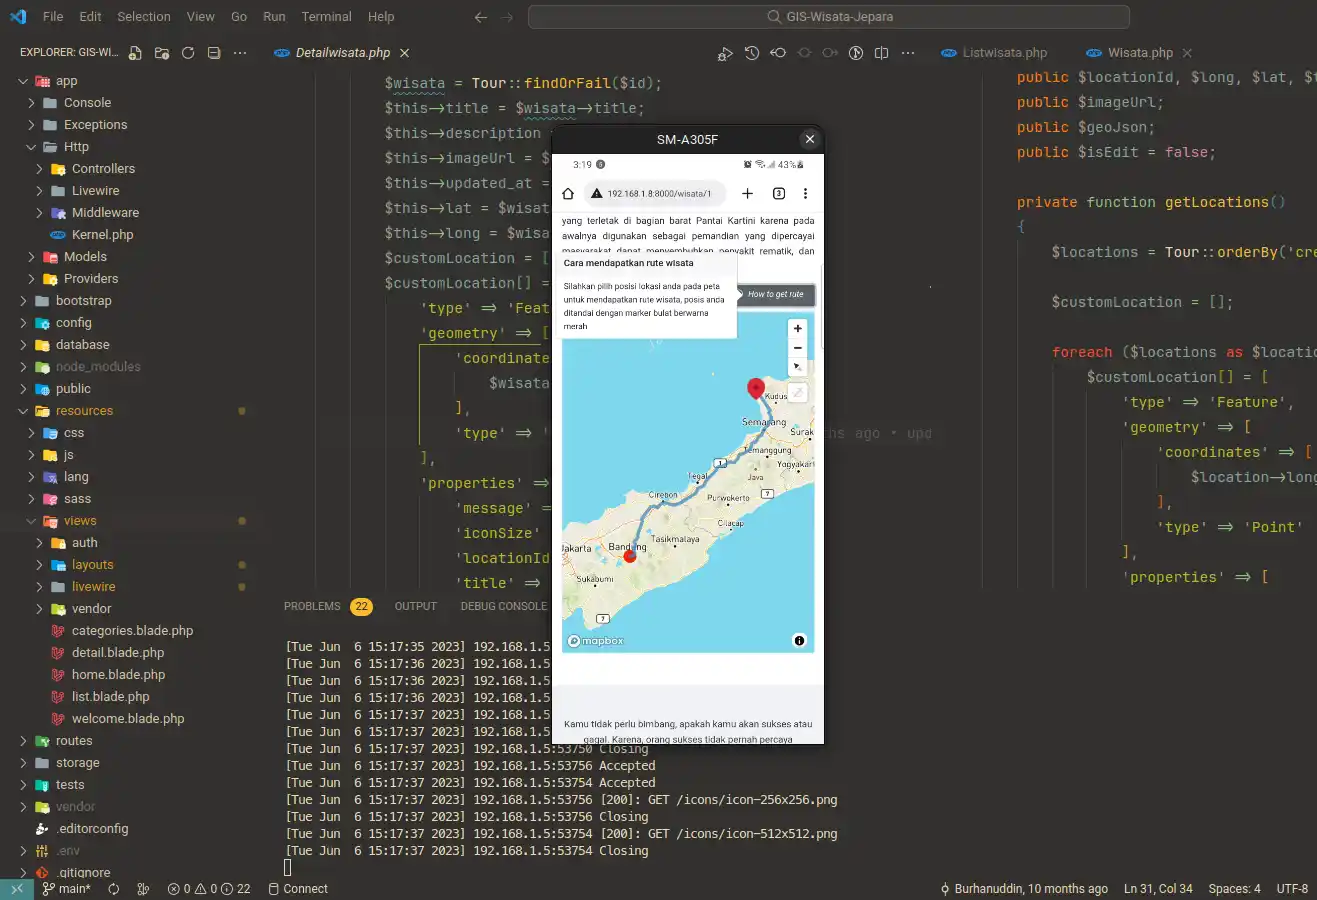 File Edit Selection View Go Run Terminal Help
GIS-Wisata-Jepara
EXPLORER: GIS-WI...
Detailwisata.php
Listwisata.php
Wisata.php
app
Console
Exceptions
Http
Controllers
Livewire
Middleware
Kernel.php
Models
Providers
bootstrap
config
database
node_modules
public
resources
css
js
lang
sass
views
auth
layouts
livewire
vendor
categories.blade.php
detail.blade.php
home.blade.php
list.blade.php
welcome.blade.php
routes
storage
tests
vendor
.editorconfig
.env
.gitignore
$wisata = Tour::findOrFail($id);
$this->title = $wisata->title;
$this->description
$this->imageUrl = $
$this->updated_at =
$this->lat = $wisat
$this->long = $wisa
$customLocation = [
$customLocation[] =
'type' => 'Feat
'geometry' => [
'coordinate
$wisata
],
'type' =>
],
'properties' =>
'message' =
'iconSize'
'locationId
'title' =>
hs ago • upd
SM-A305F
3:19
43%
192.168.1.8:8000/wisata/1
3
yang terletak di bagian barat Pantai Kartini karena pada
awalnya digunakan sebagai pemandian yang dipercayai
masyarakat dapat menyembuhkan penyakit rematik, dan
Cara mendapatkan rute wisata
Silahkan pilih posisi lokasi anda pada peta
untuk mendapatkan rute wisata, posis anda
ditandai dengan marker bulat berwarna
merah
How to get rute
+
−
Kudus
Semarang
Surak
Temanggung
1
Yogyakart
Tegal
Java
Cirebon
Purwokerto
7
Cilacap
Tasikmalaya
Bandung
Jakarta
Sukabumi
7
mapbox
Kamu tidak perlu bimbang, apakah kamu akan sukses atau
gagal. Karena, orang sukses tidak pernah percaya
public $locationId, $long, $lat, $t
public $imageUrl;
public $geoJson;
public $isEdit = false;
private function getLocations()
{
$locations = Tour::orderBy('cre
$customLocation = [];
foreach ($locations as $locatio
$customLocation[] = [
'type' => 'Feature',
'geometry' => [
'coordinates' => [
$location->long
],
'type' => 'Point'
],
'properties' => [
PROBLEMS 22 OUTPUT DEBUG CONSOLE
[Tue Jun  6 15:17:35 2023] 192.168.1.5
[Tue Jun  6 15:17:36 2023] 192.168.1.5
[Tue Jun  6 15:17:36 2023] 192.168.1.5
[Tue Jun  6 15:17:36 2023] 192.168.1.5
[Tue Jun  6 15:17:37 2023] 192.168.1.5
[Tue Jun  6 15:17:37 2023] 192.168.1.5
[Tue Jun  6 15:17:37 2023] 192.168.1.5:53750 Closing
[Tue Jun  6 15:17:37 2023] 192.168.1.5:53756 Accepted
[Tue Jun  6 15:17:37 2023] 192.168.1.5:53754 Accepted
[Tue Jun  6 15:17:37 2023] 192.168.1.5:53756 [200]: GET /icons/icon-256x256.png
[Tue Jun  6 15:17:37 2023] 192.168.1.5:53756 Closing
[Tue Jun  6 15:17:37 2023] 192.168.1.5:53754 [200]: GET /icons/icon-512x512.png
[Tue Jun  6 15:17:37 2023] 192.168.1.5:53754 Closing
main* 0 0 22 Connect Burhanuddin, 10 months ago Ln 31, Col 34 Spaces: 4 UTF-8